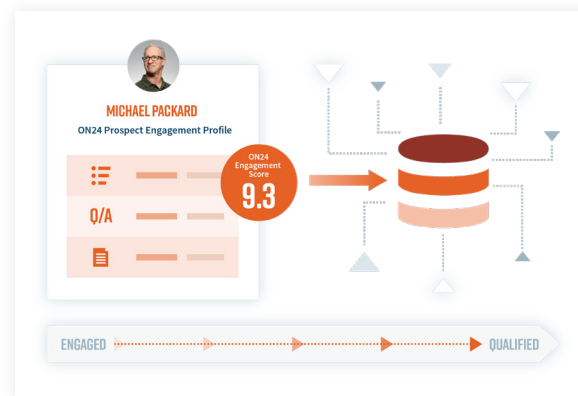 MICHAEL PACKARD
ON24 Prospect Engagement Profile
ON24
Engagement
Score
9.3
Q/A
ENGAGED
QUALIFIED